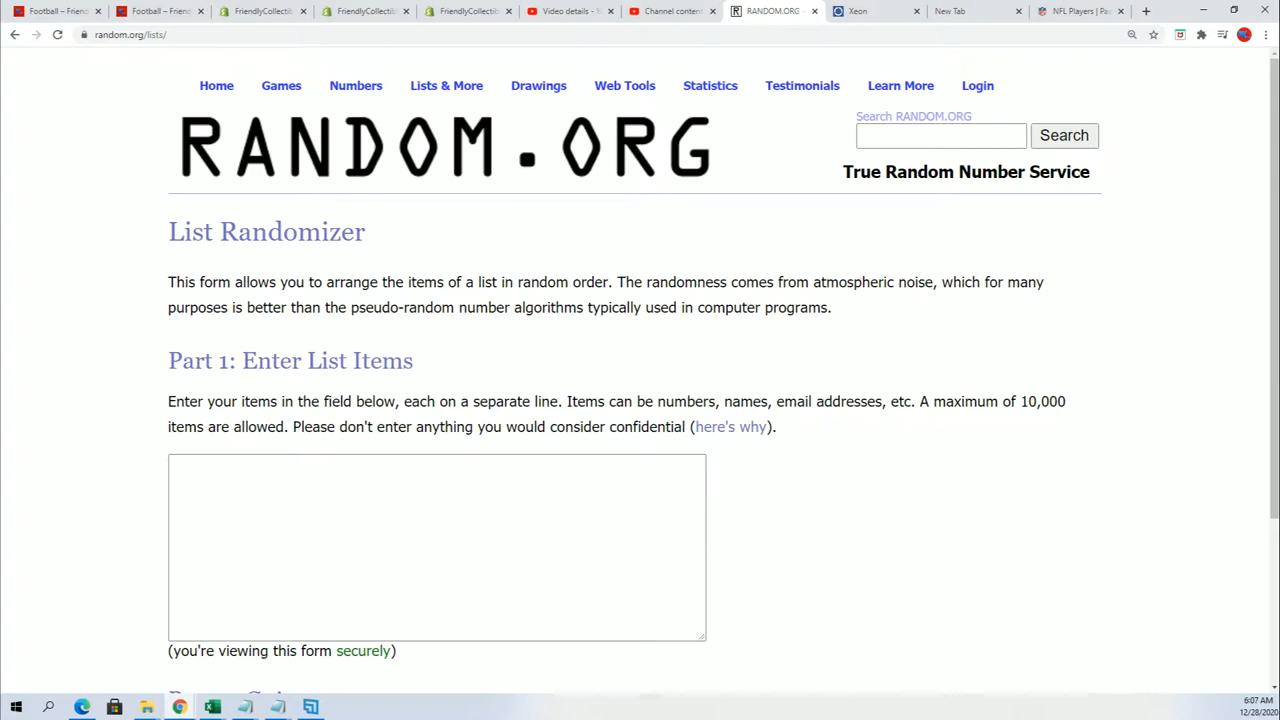 Football – Friend
Football – Friend
FriendlyCollectib
FriendlyCollectib
FriendlyCollectib
Video details - Y
Channel content
RANDOM.ORG -
Xeon
New Tab
NFL Players | Pa
random.org/lists/
Home Games Numbers Lists & More Drawings Web Tools Statistics Testimonials Learn More Login
RANDOM.ORG
Search RANDOM.ORG
Search
True Random Number Service
List Randomizer
This form allows you to arrange the items of a list in random order. The randomness comes from atmospheric noise, which for many
purposes is better than the pseudo-random number algorithms typically used in computer programs.
Part 1: Enter List Items
Enter your items in the field below, each on a separate line. Items can be numbers, names, email addresses, etc. A maximum of 10,000
items are allowed. Please don't enter anything you would consider confidential (here's why).
(you're viewing this form securely)
6:07 AM
12/28/2020